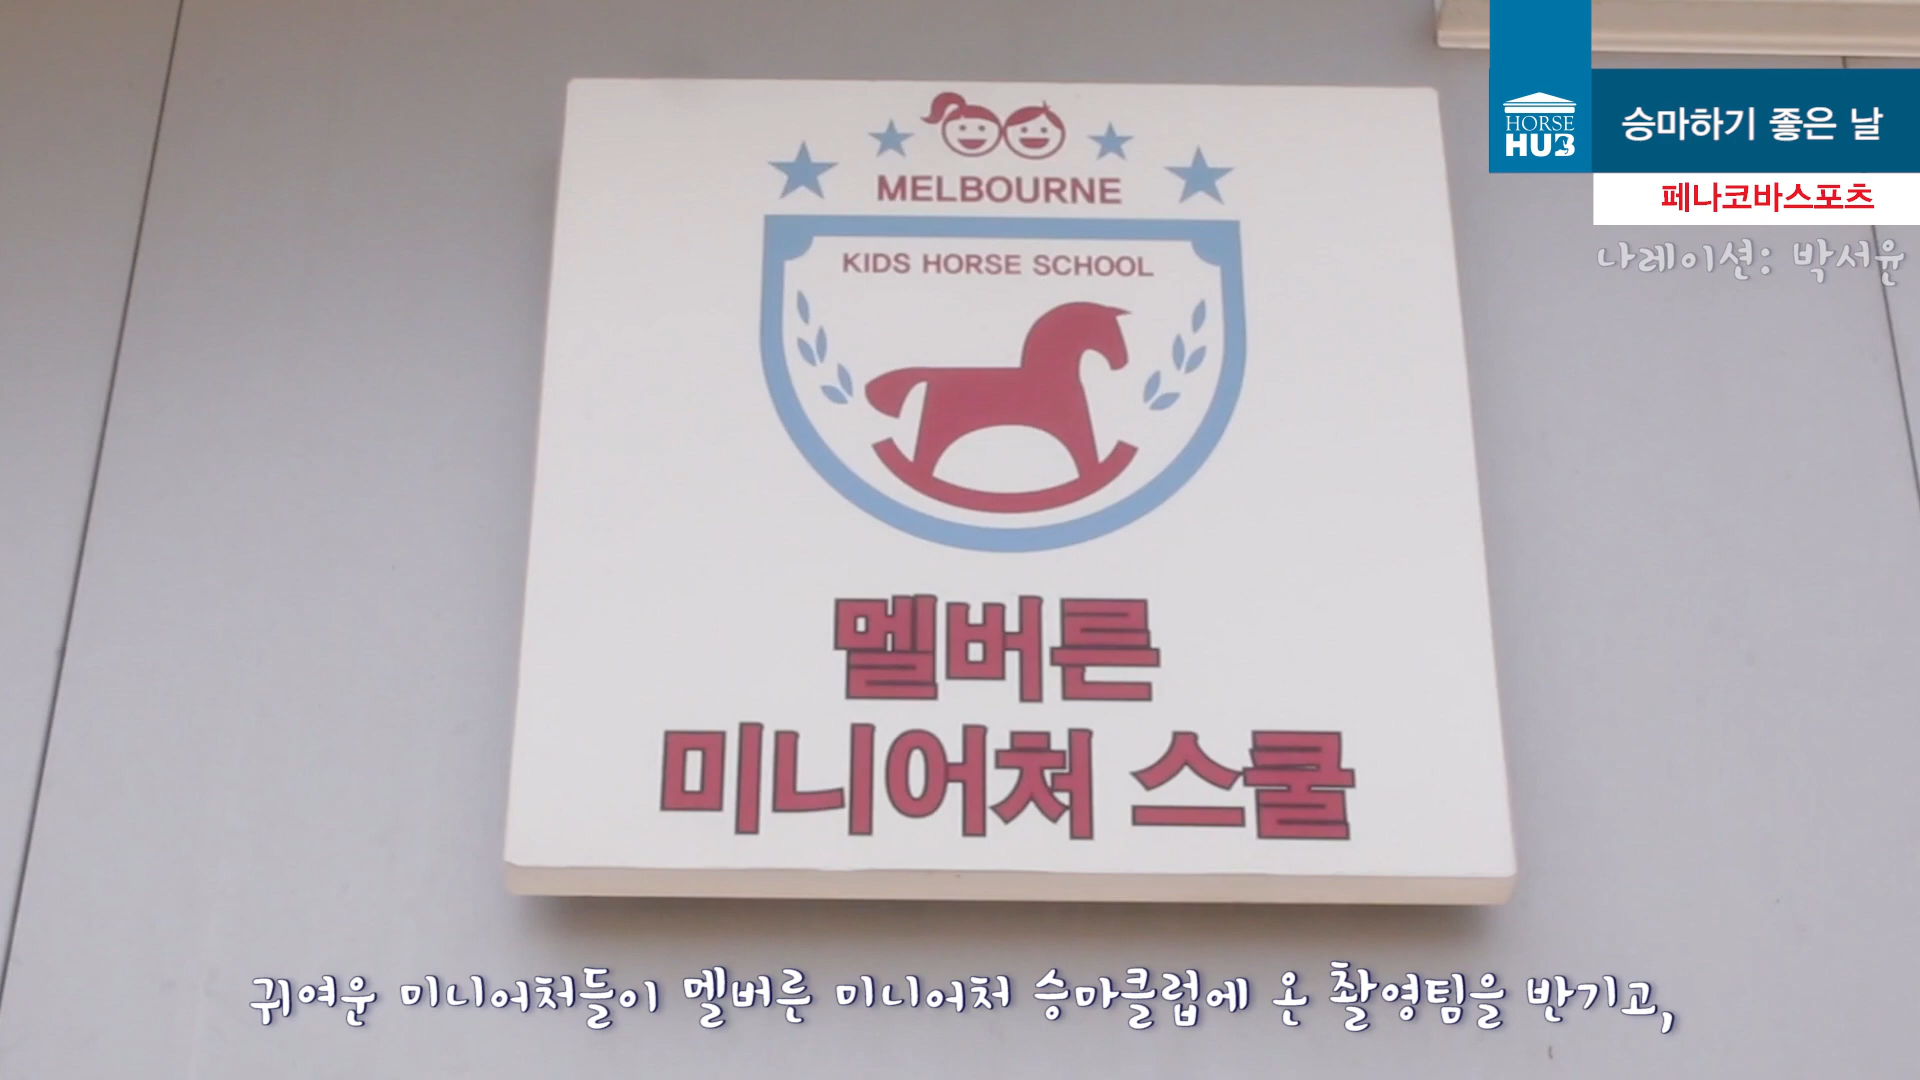 HORSE
HUB
승마하기 좋은 날
페나코바스포츠
나레이션: 박서윤
MELBOURNE
KIDS HORSE SCHOOL
멜버른
미니어쳐 스쿨
귀여운 미니어처들이 멜버른 미니어처 승마클럽에 온 촬영팀을 반기고,